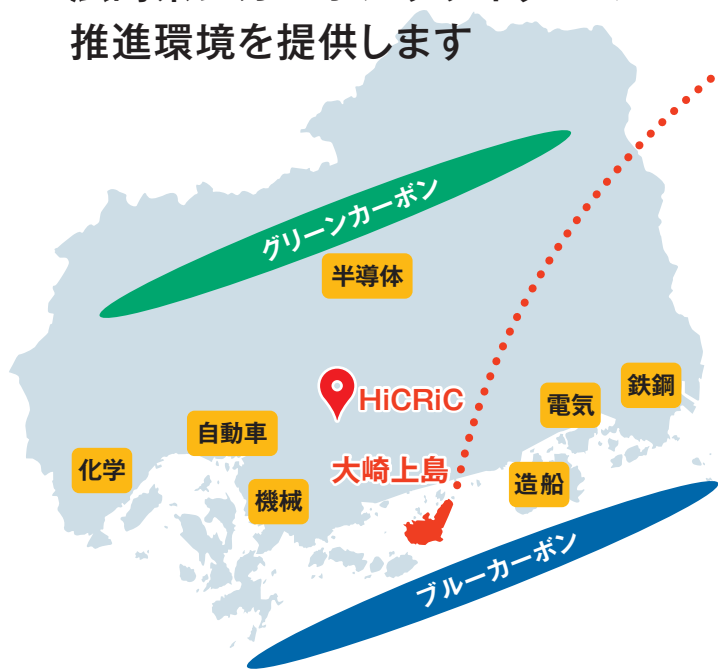 推進環境を提供します
グリーンカーボン
半導体
HiCRiC
鉄鋼
電気
自動車
化学
大崎上島
造船
機械
ブルーカーボン